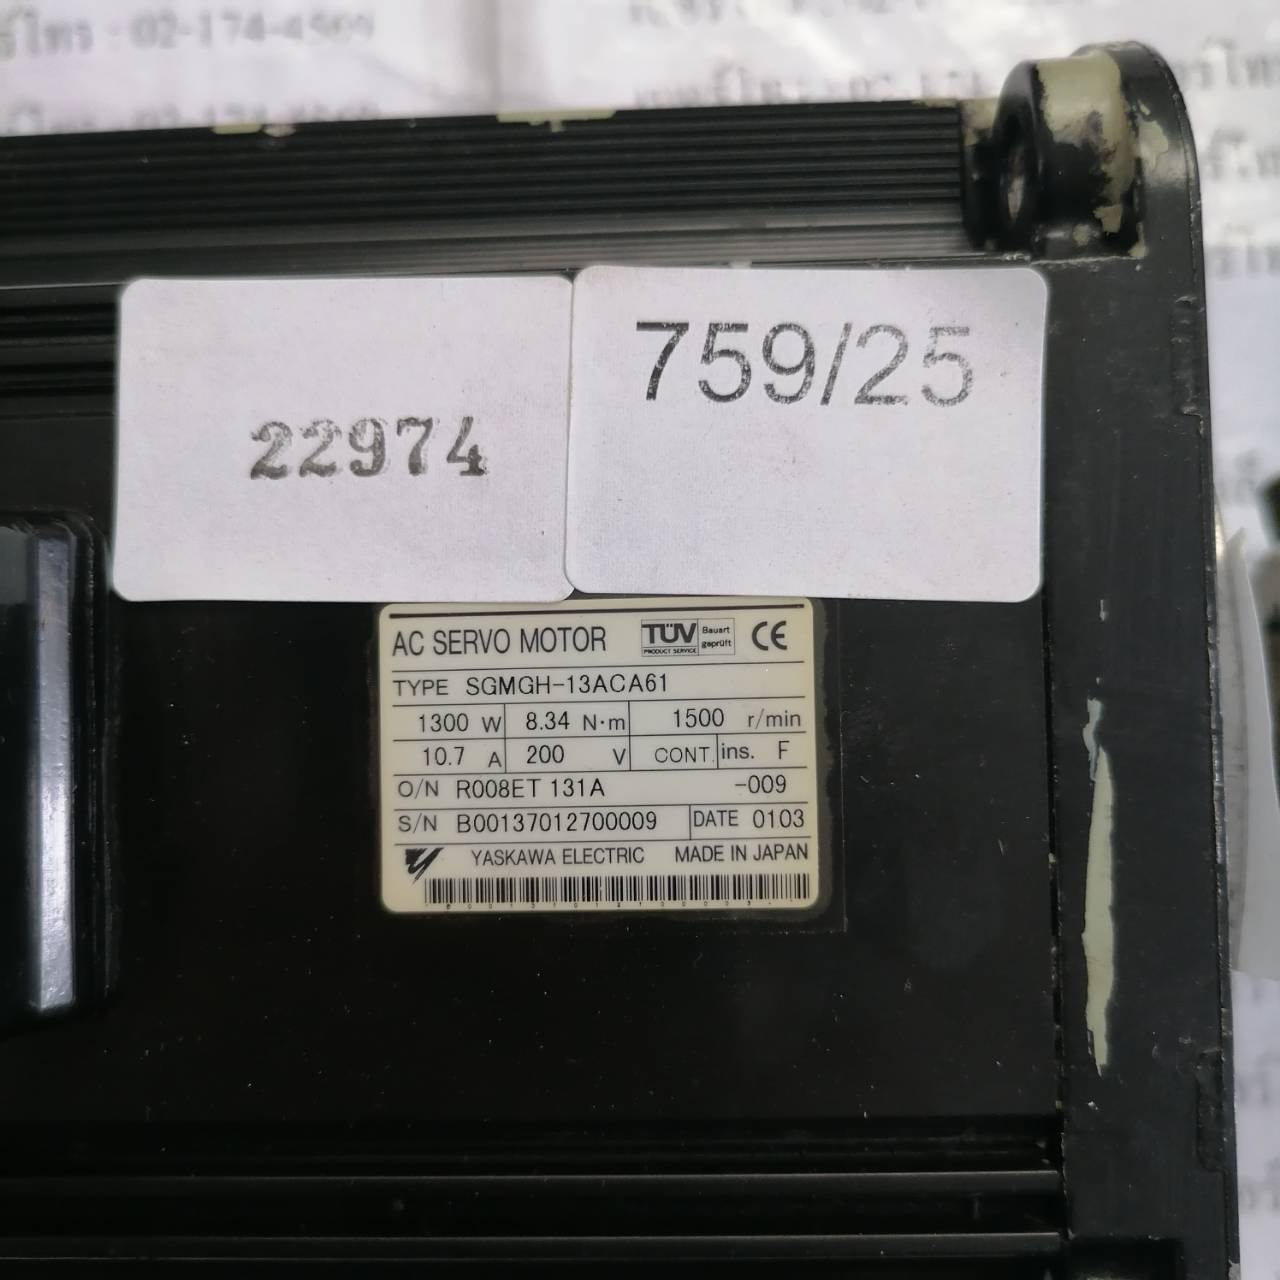 759/25
22974
AC SERVO MOTOR TÜV PRODUCT SERVICE Bauart geprüft CE
TYPE SGMGH-13ACA61
1300 W 8.34 N·m 1500 r/min
10.7 A 200 V CONT. ins. F
O/N R008ET 131A -009
S/N B00137012700009 DATE 0103
YASKAWA ELECTRIC MADE IN JAPAN